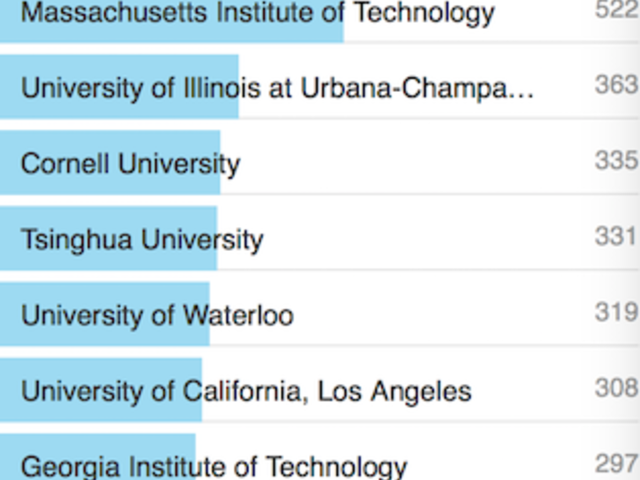 Massachusetts Institute of Technology 522
University of Illinois at Urbana-Champa… 363
Cornell University 335
Tsinghua University 331
University of Waterloo 319
University of California, Los Angeles 308
Georgia Institute of Technology 297